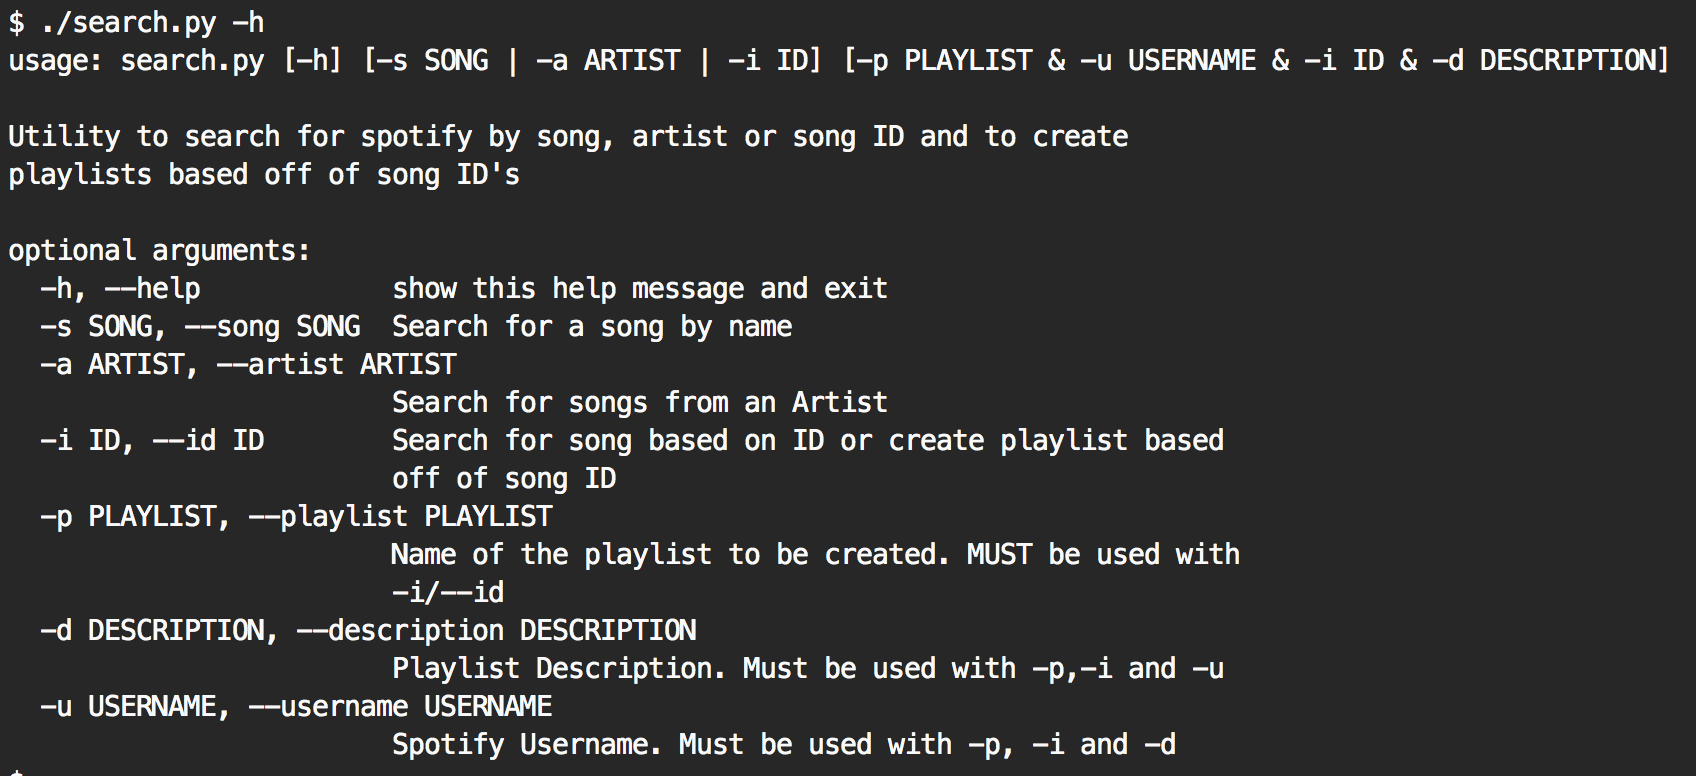 $ ./search.py -h
usage: search.py [-h] [-s SONG | -a ARTIST | -i ID] [-p PLAYLIST & -u USERNAME & -i ID & -d DESCRIPTION]
Utility to search for spotify by song, artist or song ID and to create
playlists based off of song ID's
optional arguments:
-h, --help show this help message and exit
-s SONG, --song SONG Search for a song by name
-a ARTIST, --artist ARTIST
Search for songs from an Artist
-i ID, --id ID Search for song based on ID or create playlist based
off of song ID
-p PLAYLIST, --playlist PLAYLIST
Name of the playlist to be created. MUST be used with
-i/--id
-d DESCRIPTION, --description DESCRIPTION
Playlist Description. Must be used with -p,-i and -u
-u USERNAME, --username USERNAME
Spotify Username. Must be used with -p, -i and -d